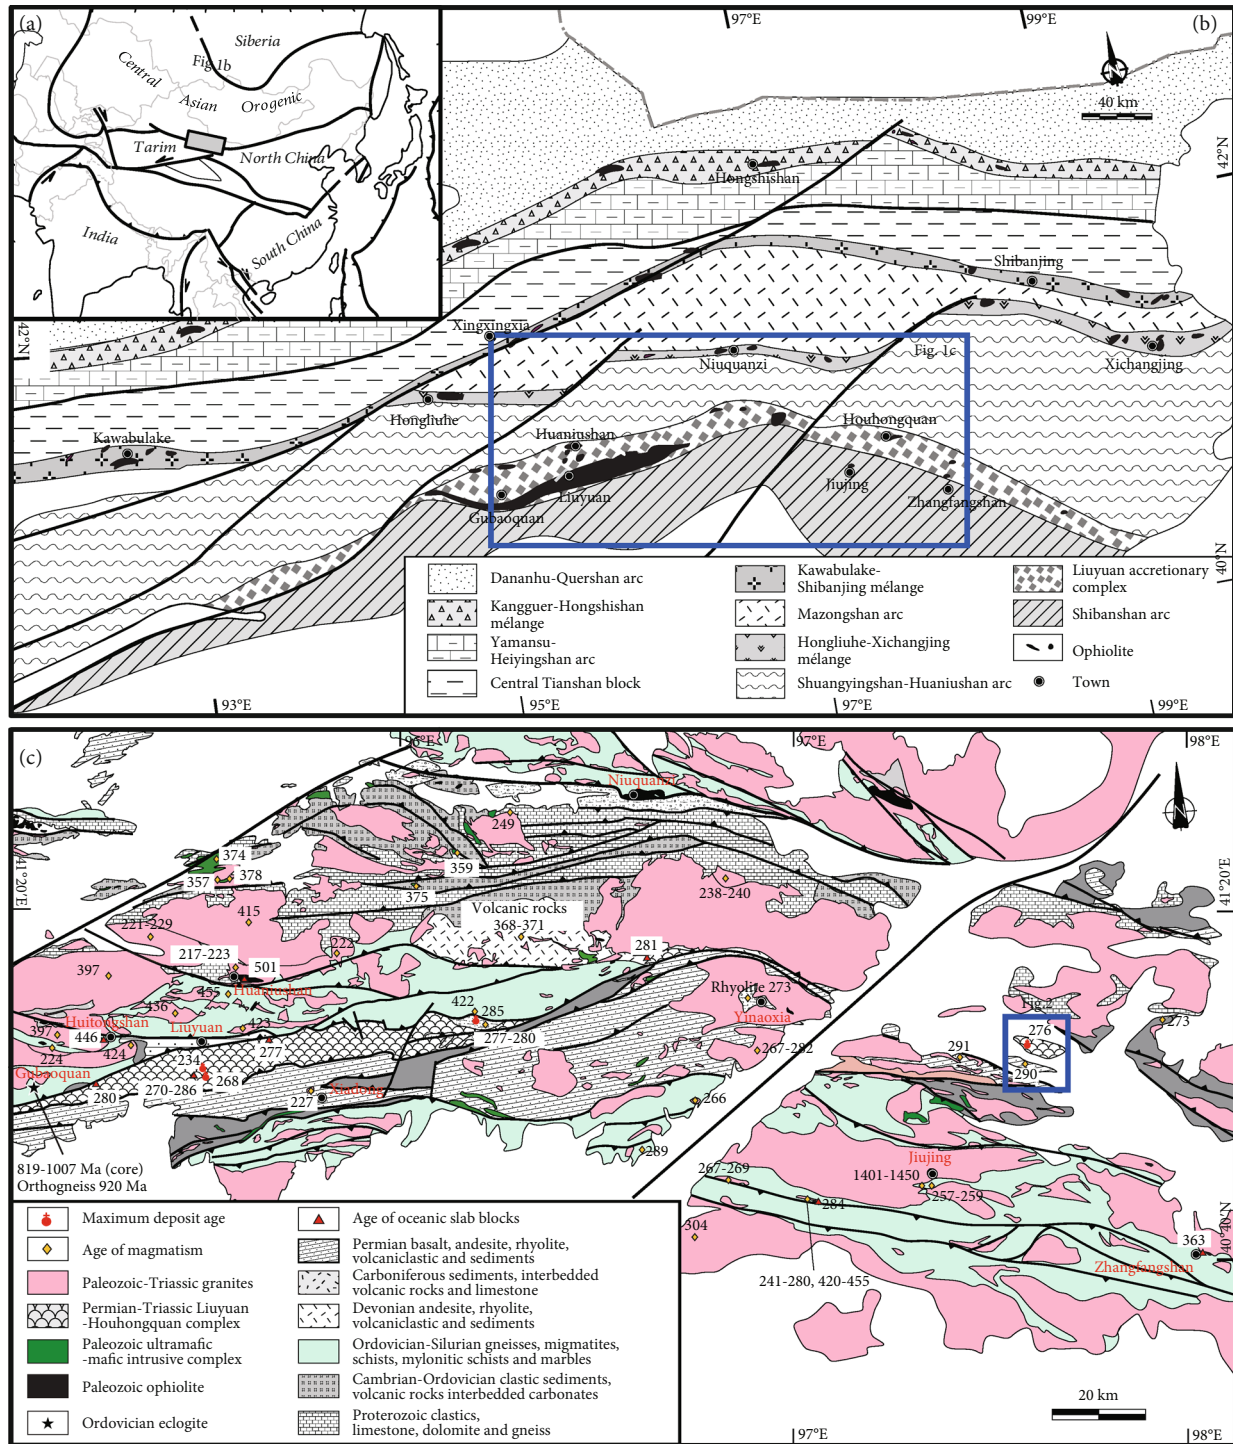 (a)
Siberia
Fig.1b
Central
Asian
Orogenic
Tarim
North China
India
South China
(b)
97°E
99°E
N
40 km
42°N
Hongshishan
Shibanjing
42°N
Xingxingxia
Fig. 1c
Niuquanzi
Xichangjing
Hongliuhe
Kawabulake
Huaniushan
Houhongquan
Liuyuan
Jiujing
Gubaoquan
Zhangfangshan
40°N
Dananhu-Quershan arc
Kangguer-Hongshishan
mélange
Yamansu-
Heiyingshan arc
Central Tianshan block
Kawabulake-
Shibanjing mélange
Mazongshan arc
Hongliuhe-Xichangjing
mélange
Shuangyingshan-Huaniushan arc
Liuyuan accretionary
complex
Shibanshan arc
Ophiolite
Town
93°E
95°E
97°E
99°E
(c)
96°E
97°E
98°E
N
Niuquanzi
249
374
359
357
378
375
238-240
41°20'E
41°20'E
415
Volcanic rocks
368-371
221-229
222
217-223
281
501
397
Huaniushan
455
Rhyolite 273
436
422
285
Yinaoxia
Fig.2
273
Huitongshan
Liuyuan
423
276
397
446
277-280
291
267-282
224
424
277
234
290
Gubaoquan
268
280
270-286
Xiadong
227
266
289
819-1007 Ma (core)
Orthogneiss 920 Ma
Jiujing
267-269
1401-1450
257-259
284
304
363
40°40'N
Zhangfangshan
241-280, 420-455
Maximum deposit age
Age of magmatism
Paleozoic-Triassic granites
Permian-Triassic Liuyuan
-Houhongquan complex
Paleozoic ultramafic
-mafic intrusive complex
Paleozoic ophiolite
Ordovician eclogite
Age of oceanic slab blocks
Permian basalt, andesite, rhyolite,
volcaniclastic and sediments
Carboniferous sediments, interbedded
volcanic rocks and limestone
Devonian andesite, rhyolite,
volcaniclastic and sediments
Ordovician-Silurian gneisses, migmatites,
schists, mylonitic schists and marbles
Cambrian-Ordovician clastic sediments,
volcanic rocks interbedded carbonates
Proterozoic clastics,
limestone, dolomite and gneiss
20 km
97°E
98°E